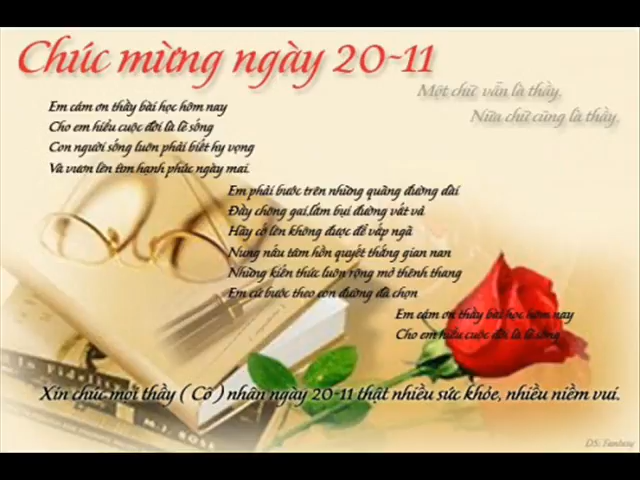 Chúc mừng ngày 20-11
Một chữ vẫn là thầy,
Nửa chữ cũng là thầy,
Em cám ơn thầy bài học hôm nay
Cho em hiểu cuộc đời là lẽ sống
Con người sống luôn phải biết hy vọng
Và vươn lên tìm hạnh phúc ngày mai.
Em phải bước trên những quãng đường dài
Đầy chông gai,lấm bụi đường vất vả
Hãy cố lên không được để vấp ngã
Nung nấu tâm hồn quyết thắng gian nan
Những kiến thức luôn rộng mở thênh thang
Em cứ bước theo con đường đã chọn
Em cám ơn thầy bài học hôm nay
Cho em hiểu cuộc đời là lẽ sống
Xin chúc mọi thầy ( Cô ) nhân ngày 20-11 thật nhiều sức khỏe, nhiều niềm vui.
M.J. ROSS